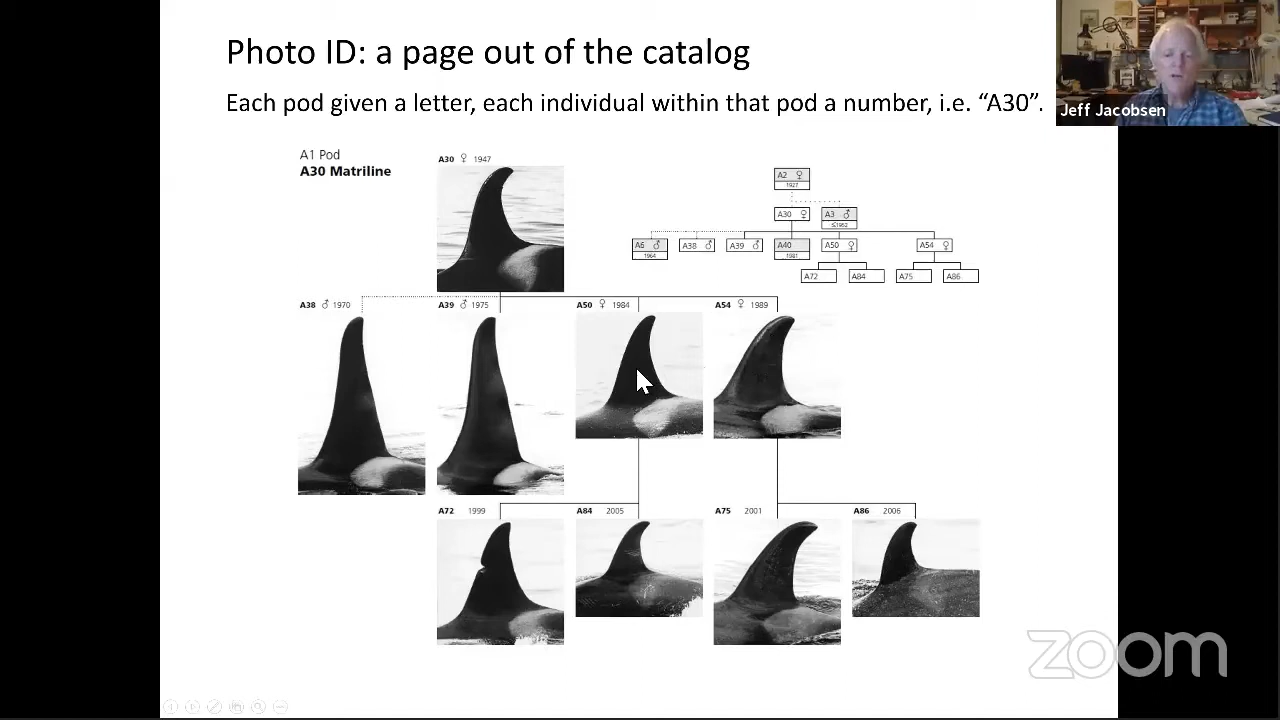 Photo ID: a page out of the catalog
Each pod given a letter, each individual within that pod a number, i.e. “A30”.
Jeff Jacobsen
A1 Pod
A30 Matriline
A30 ♀ 1947
A2 ♀
1927
A30 ♀
A3 ♂
≤1952
A6 ♂
1964
A38 ♂
A39 ♂
A40
1981
A50 ♀
A54 ♀
A72
A84
A75
A86
A38 ♂ 1970
A39 ♂ 1975
A50 ♀ 1984
A54 ♀ 1989
A72 1999
A84 2005
A75 2001
A86 2006
zoom